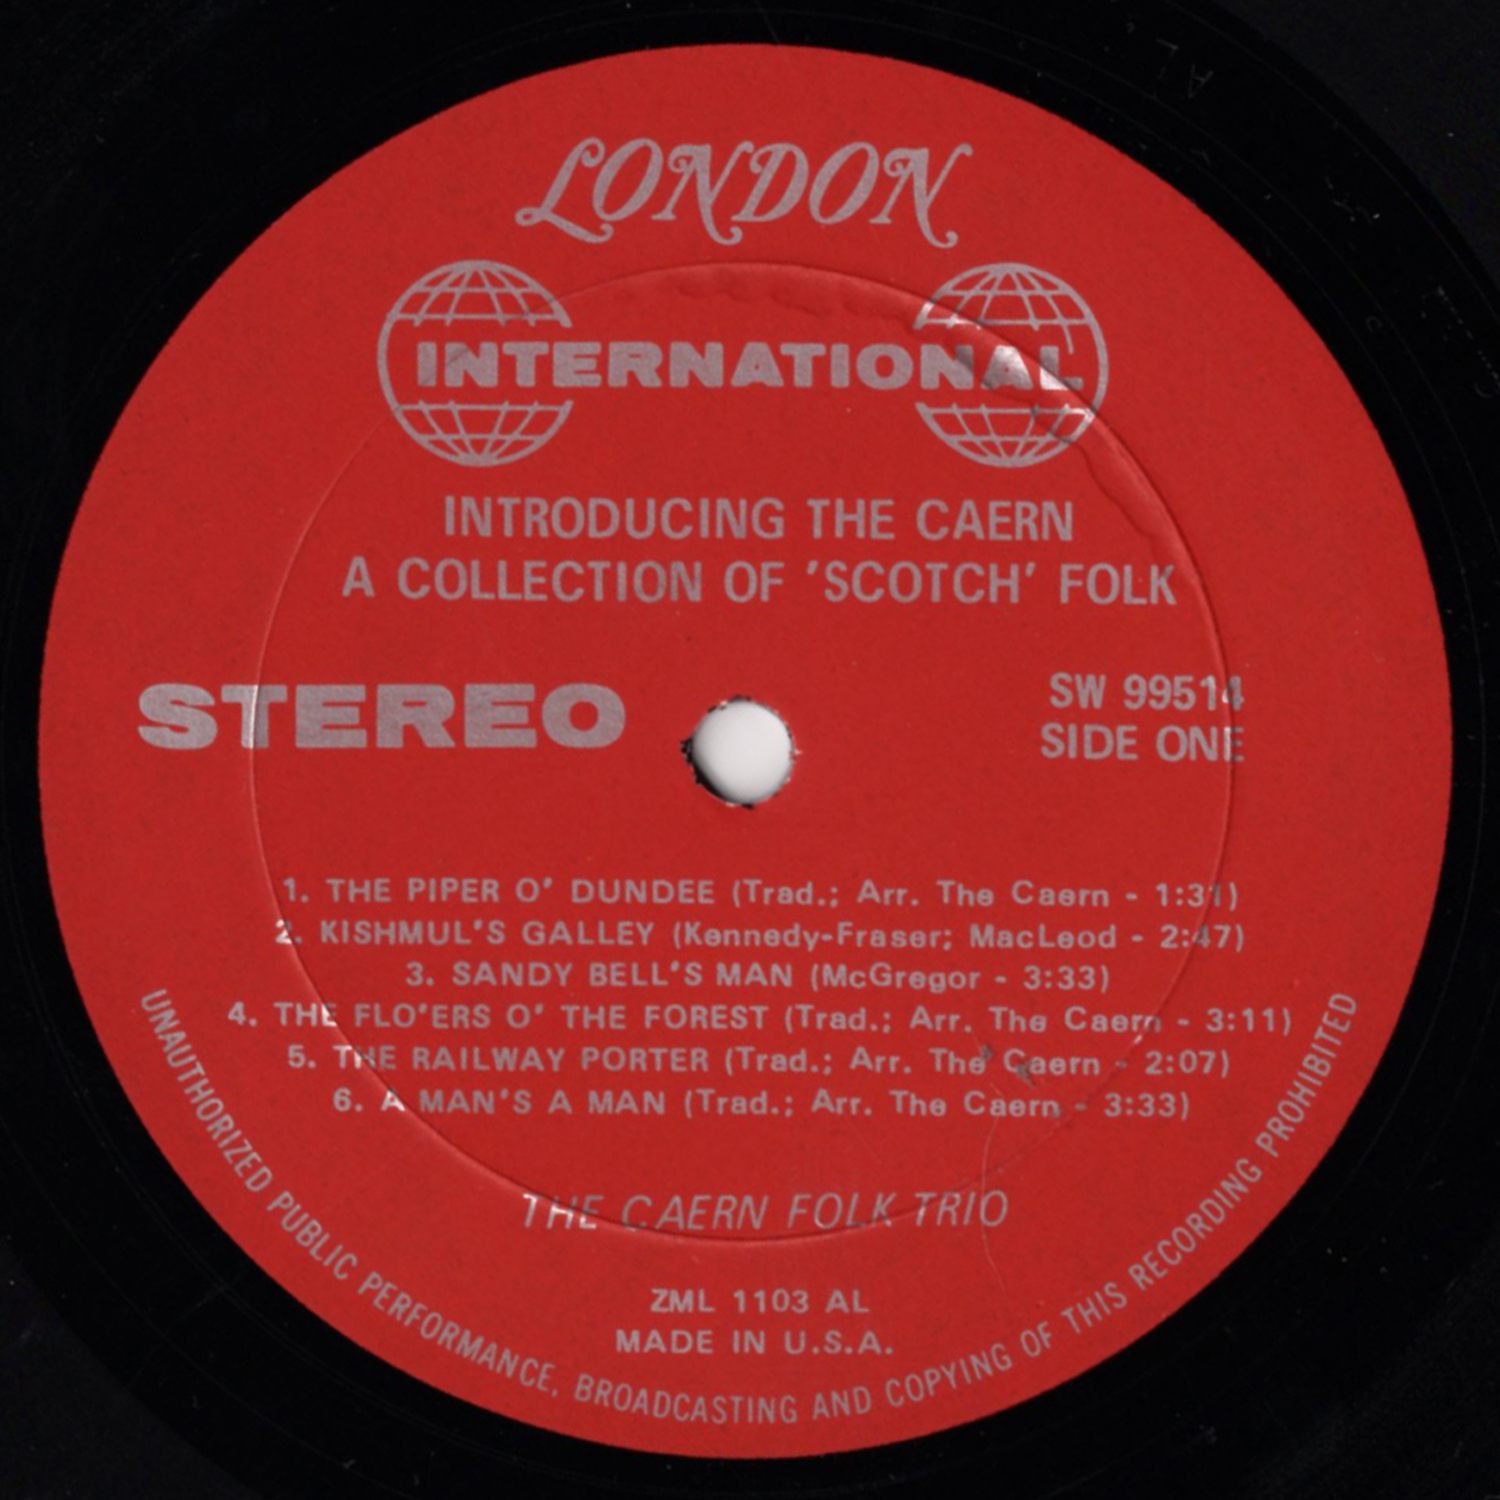 LONDON
INTERNATIONAL
INTRODUCING THE CAERN
A COLLECTION OF 'SCOTCH' FOLK
STEREO
SW 99514
SIDE ONE
1. THE PIPER O' DUNDEE (Trad.; Arr. The Caern - 1:31)
2. KISHMUL'S GALLEY (Kennedy-Fraser; MacLeod - 2:47)
3. SANDY BELL'S MAN (McGregor - 3:33)
4. THE FLO'ERS O' THE FOREST (Trad.; Arr. The Caern - 3:11)
5. THE RAILWAY PORTER (Trad.; Arr. The Caern - 2:07)
6. A MAN'S A MAN (Trad.; Arr. The Caern - 3:33)
THE CAERN FOLK TRIO
ZML 1103 AL
MADE IN U.S.A.
UNAUTHORIZED PUBLIC PERFORMANCE, BROADCASTING AND COPYING OF THIS RECORDING PROHIBITED